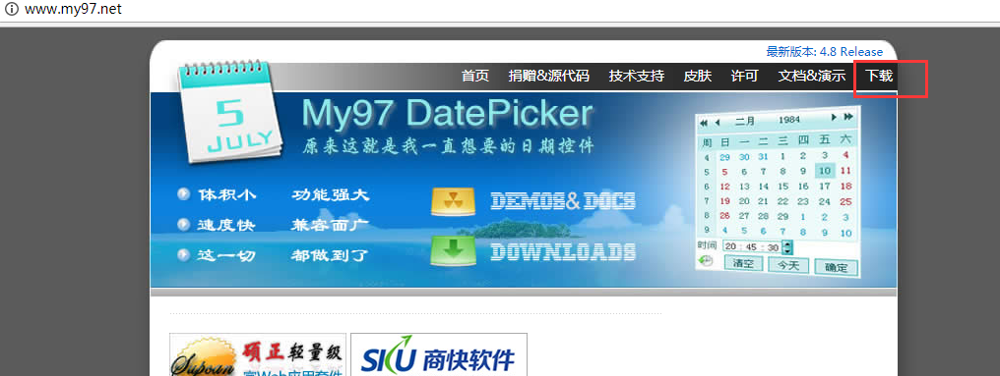 www.my97.net
最新版本: 4.8 Release
首页 捐赠&源代码 技术支持 皮肤 许可 文档&演示 下载
5
JULY
My97 DatePicker
原来这就是我一直想要的日期控件
体积小 功能强大
速度快 兼容面广
这一切 都做到了
DEMOS & DOCS
DOWNLOADS
二月 1984
周 日 一 二 三 四 五 六
4 29 30 31 1 2 3 4
5 5 6 7 8 9 10 11
6 12 13 14 15 16 17 18
7 19 20 21 22 23 24 25
8 26 27 28 29 1 2 3
9 4 5 6 7 8 9 10
时间 20 : 45 : 30
清空 今天 确定
Supoan
硕正轻量级
富Web应用套件
SKU 商快软件